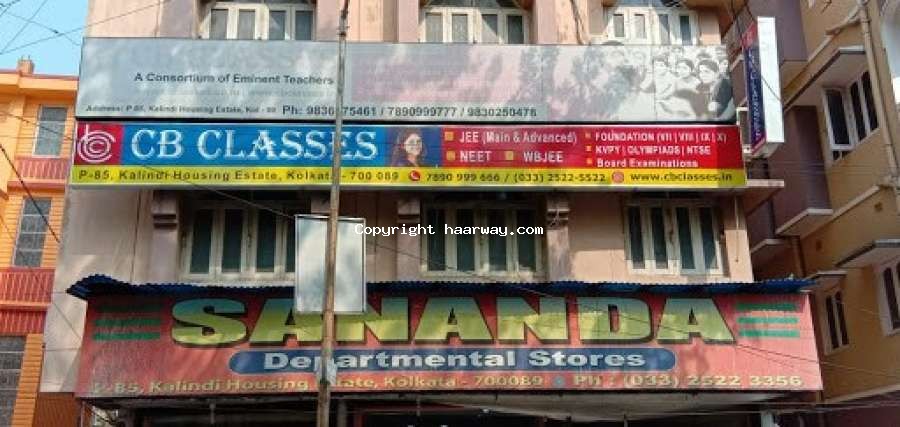 A Consortium of Eminent Teachers
Address: P-85, Kalindi Housing Estate, Kol - 89 Ph: 9836 75461 / 7890999777 / 9830250478
CB CLASSES
JEE (Main & Advanced)
NEET WBJEE
FOUNDATION (VII | VIII | IX | X)
KVPY | OLYMPIADS | NTSE
Board Examinations
P-85, Kalindi Housing Estate, Kolkata - 700 089 7890 999 666 / (033) 2522-5522 www.cbclasses.in
Copyright haarway.com
SANANDA
Departmental Stores
P-85, Kalindi Housing Estate, Kolkata - 700089 PH : (033) 2522 3356